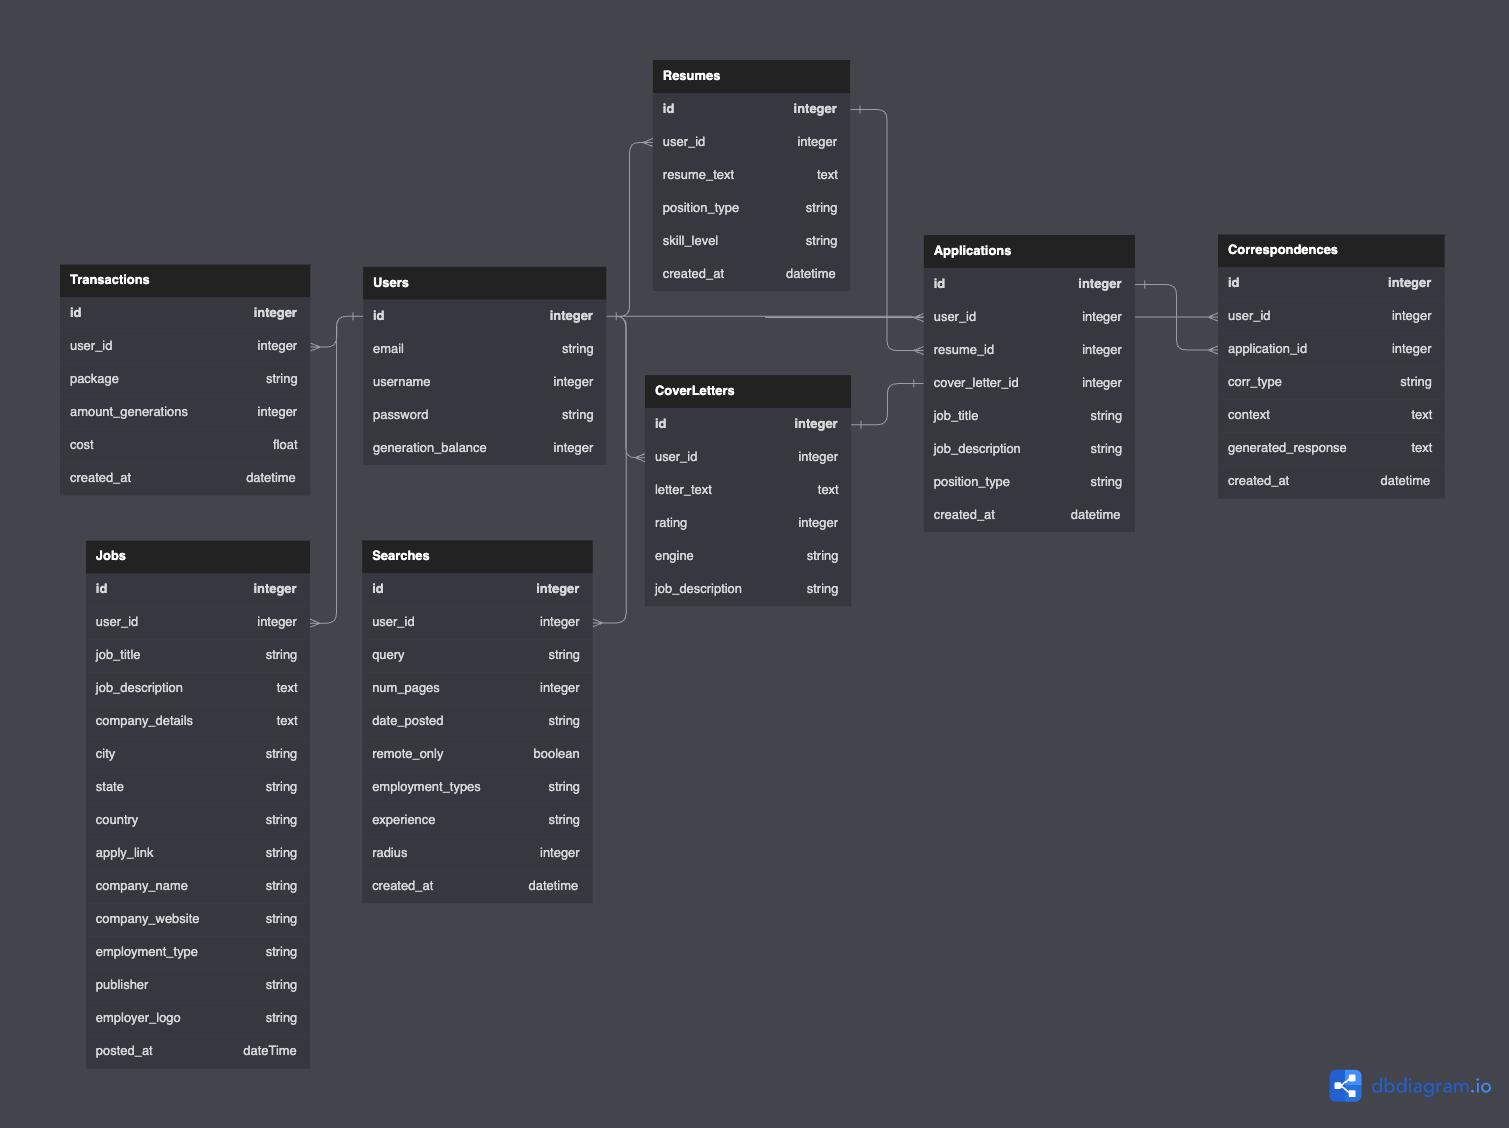 Resumes
id integer
user_id integer
resume_text text
position_type string
skill_level string
created_at datetime
Transactions
id integer
user_id integer
package string
amount_generations integer
cost float
created_at datetime
Users
id integer
email string
username integer
password string
generation_balance integer
Applications
id integer
user_id integer
resume_id integer
cover_letter_id integer
job_title string
job_description string
position_type string
created_at datetime
Correspondences
id integer
user_id integer
application_id integer
corr_type string
context text
generated_response text
created_at datetime
CoverLetters
id integer
user_id integer
letter_text text
rating integer
engine string
job_description string
Jobs
id integer
user_id integer
job_title string
job_description text
company_details text
city string
state string
country string
apply_link string
company_name string
company_website string
employment_type string
publisher string
employer_logo string
posted_at dateTime
Searches
id integer
user_id integer
query string
num_pages integer
date_posted string
remote_only boolean
employment_types string
experience string
radius integer
created_at datetime
dbdiagram.io